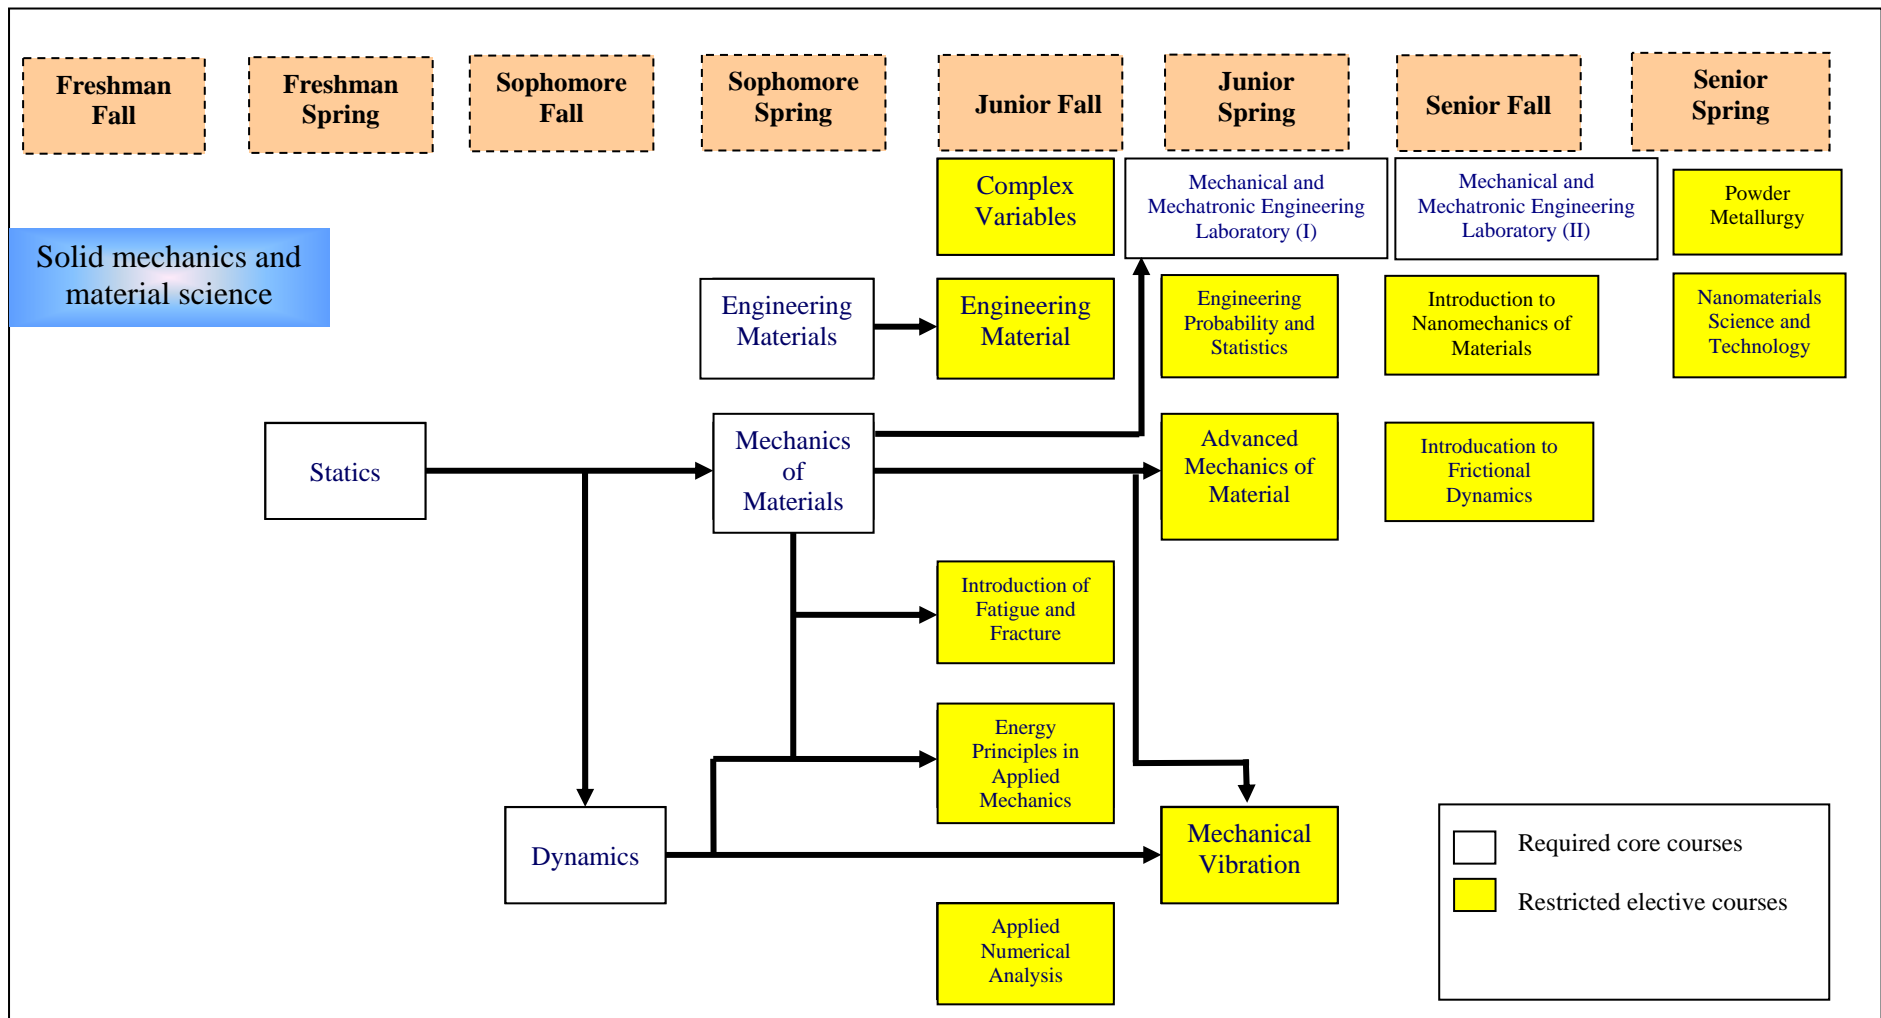 Freshman
Fall
Freshman
Spring
Sophomore
Fall
Sophomore
Spring
Junior Fall
Junior
Spring
Senior Fall
Senior
Spring
Solid mechanics and
material science
Complex
Variables
Mechanical and
Mechatronic Engineering
Laboratory (I)
Mechanical and
Mechatronic Engineering
Laboratory (II)
Powder
Metallurgy
Engineering
Materials
Engineering
Material
Engineering
Probability and
Statistics
Introduction to
Nanomechanics of
Materials
Nanomaterials
Science and
Technology
Statics
Mechanics
of
Materials
Advanced
Mechanics of
Material
Introducation to
Frictional
Dynamics
Introduction of
Fatigue and
Fracture
Energy
Principles in
Applied
Mechanics
Dynamics
Mechanical
Vibration
Applied
Numerical
Analysis
Required core courses
Restricted elective courses